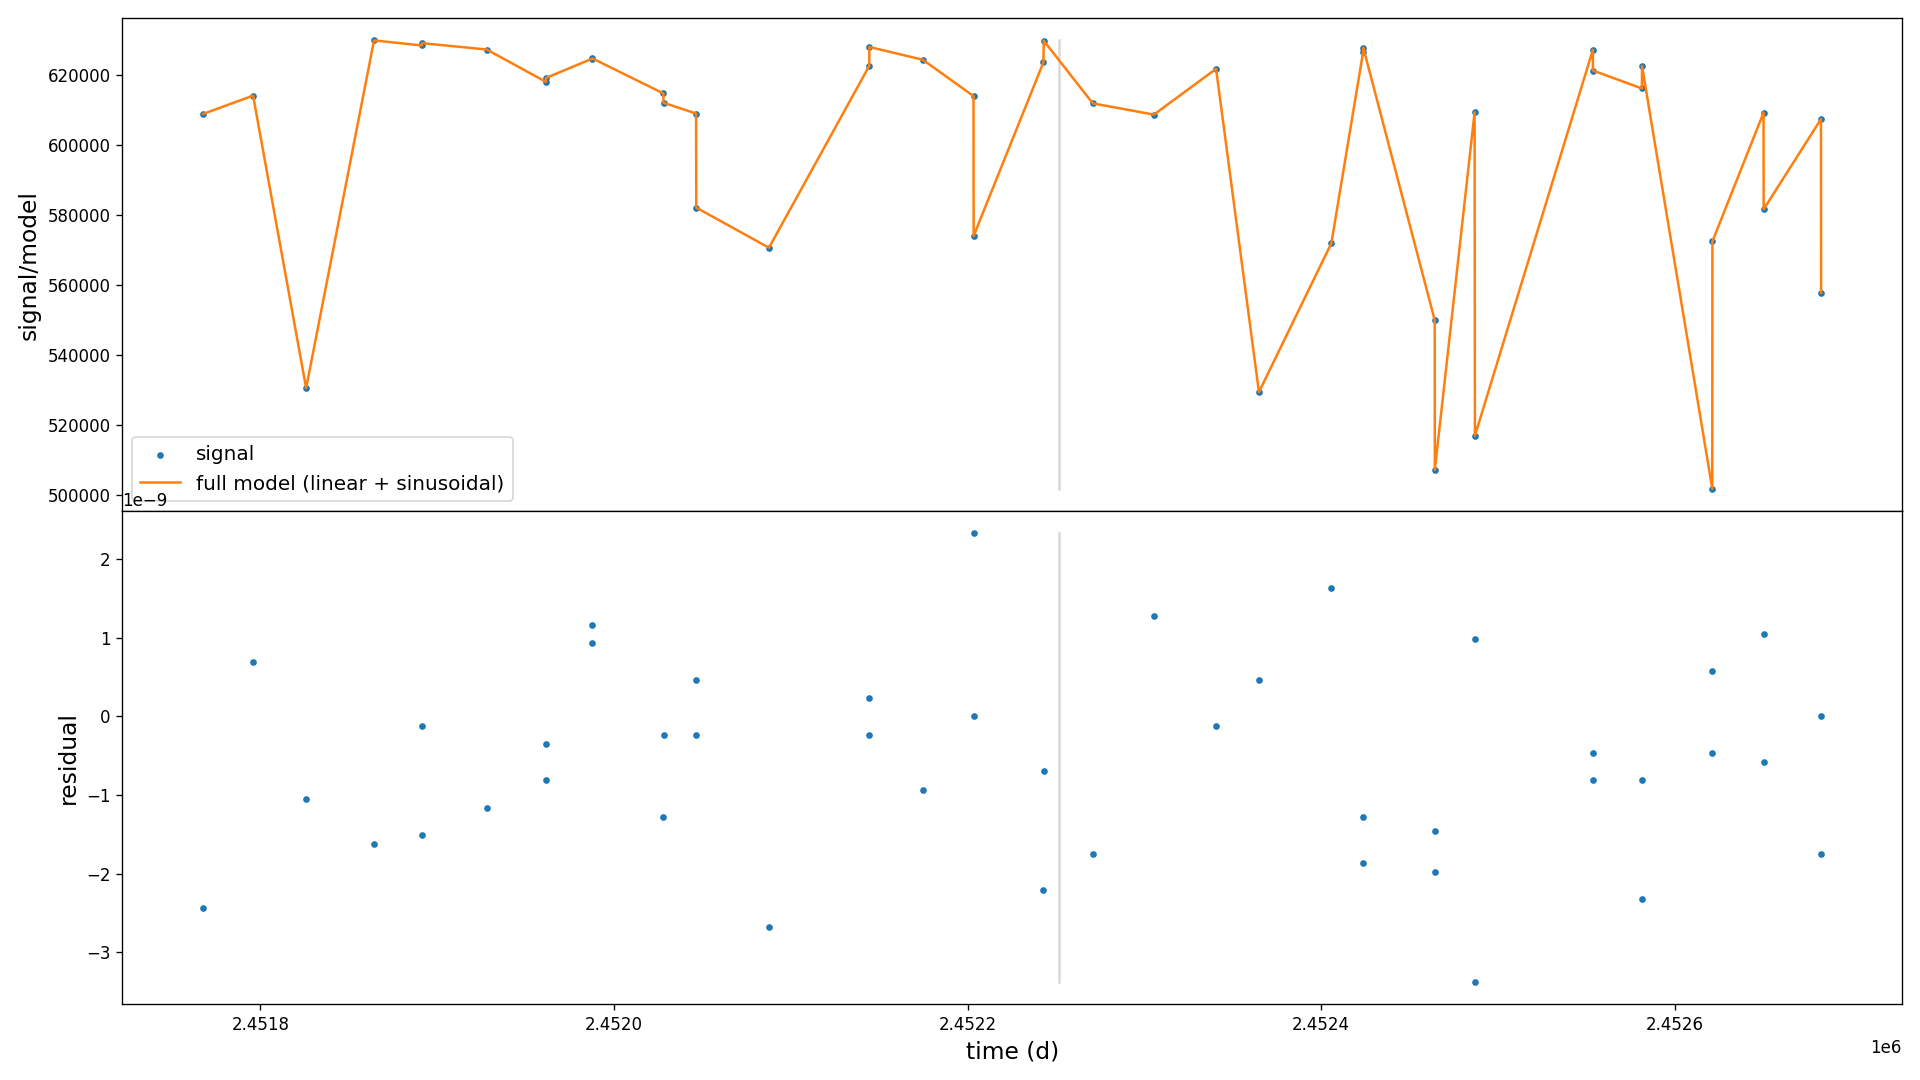 signal/model
620000
600000
580000
560000
540000
520000
500000
signal
full model (linear + sinusoidal)
1e−9
residual
2
1
0
−1
−2
−3
2.4518 2.4520 2.4522 2.4524 2.4526
time (d)
1e6